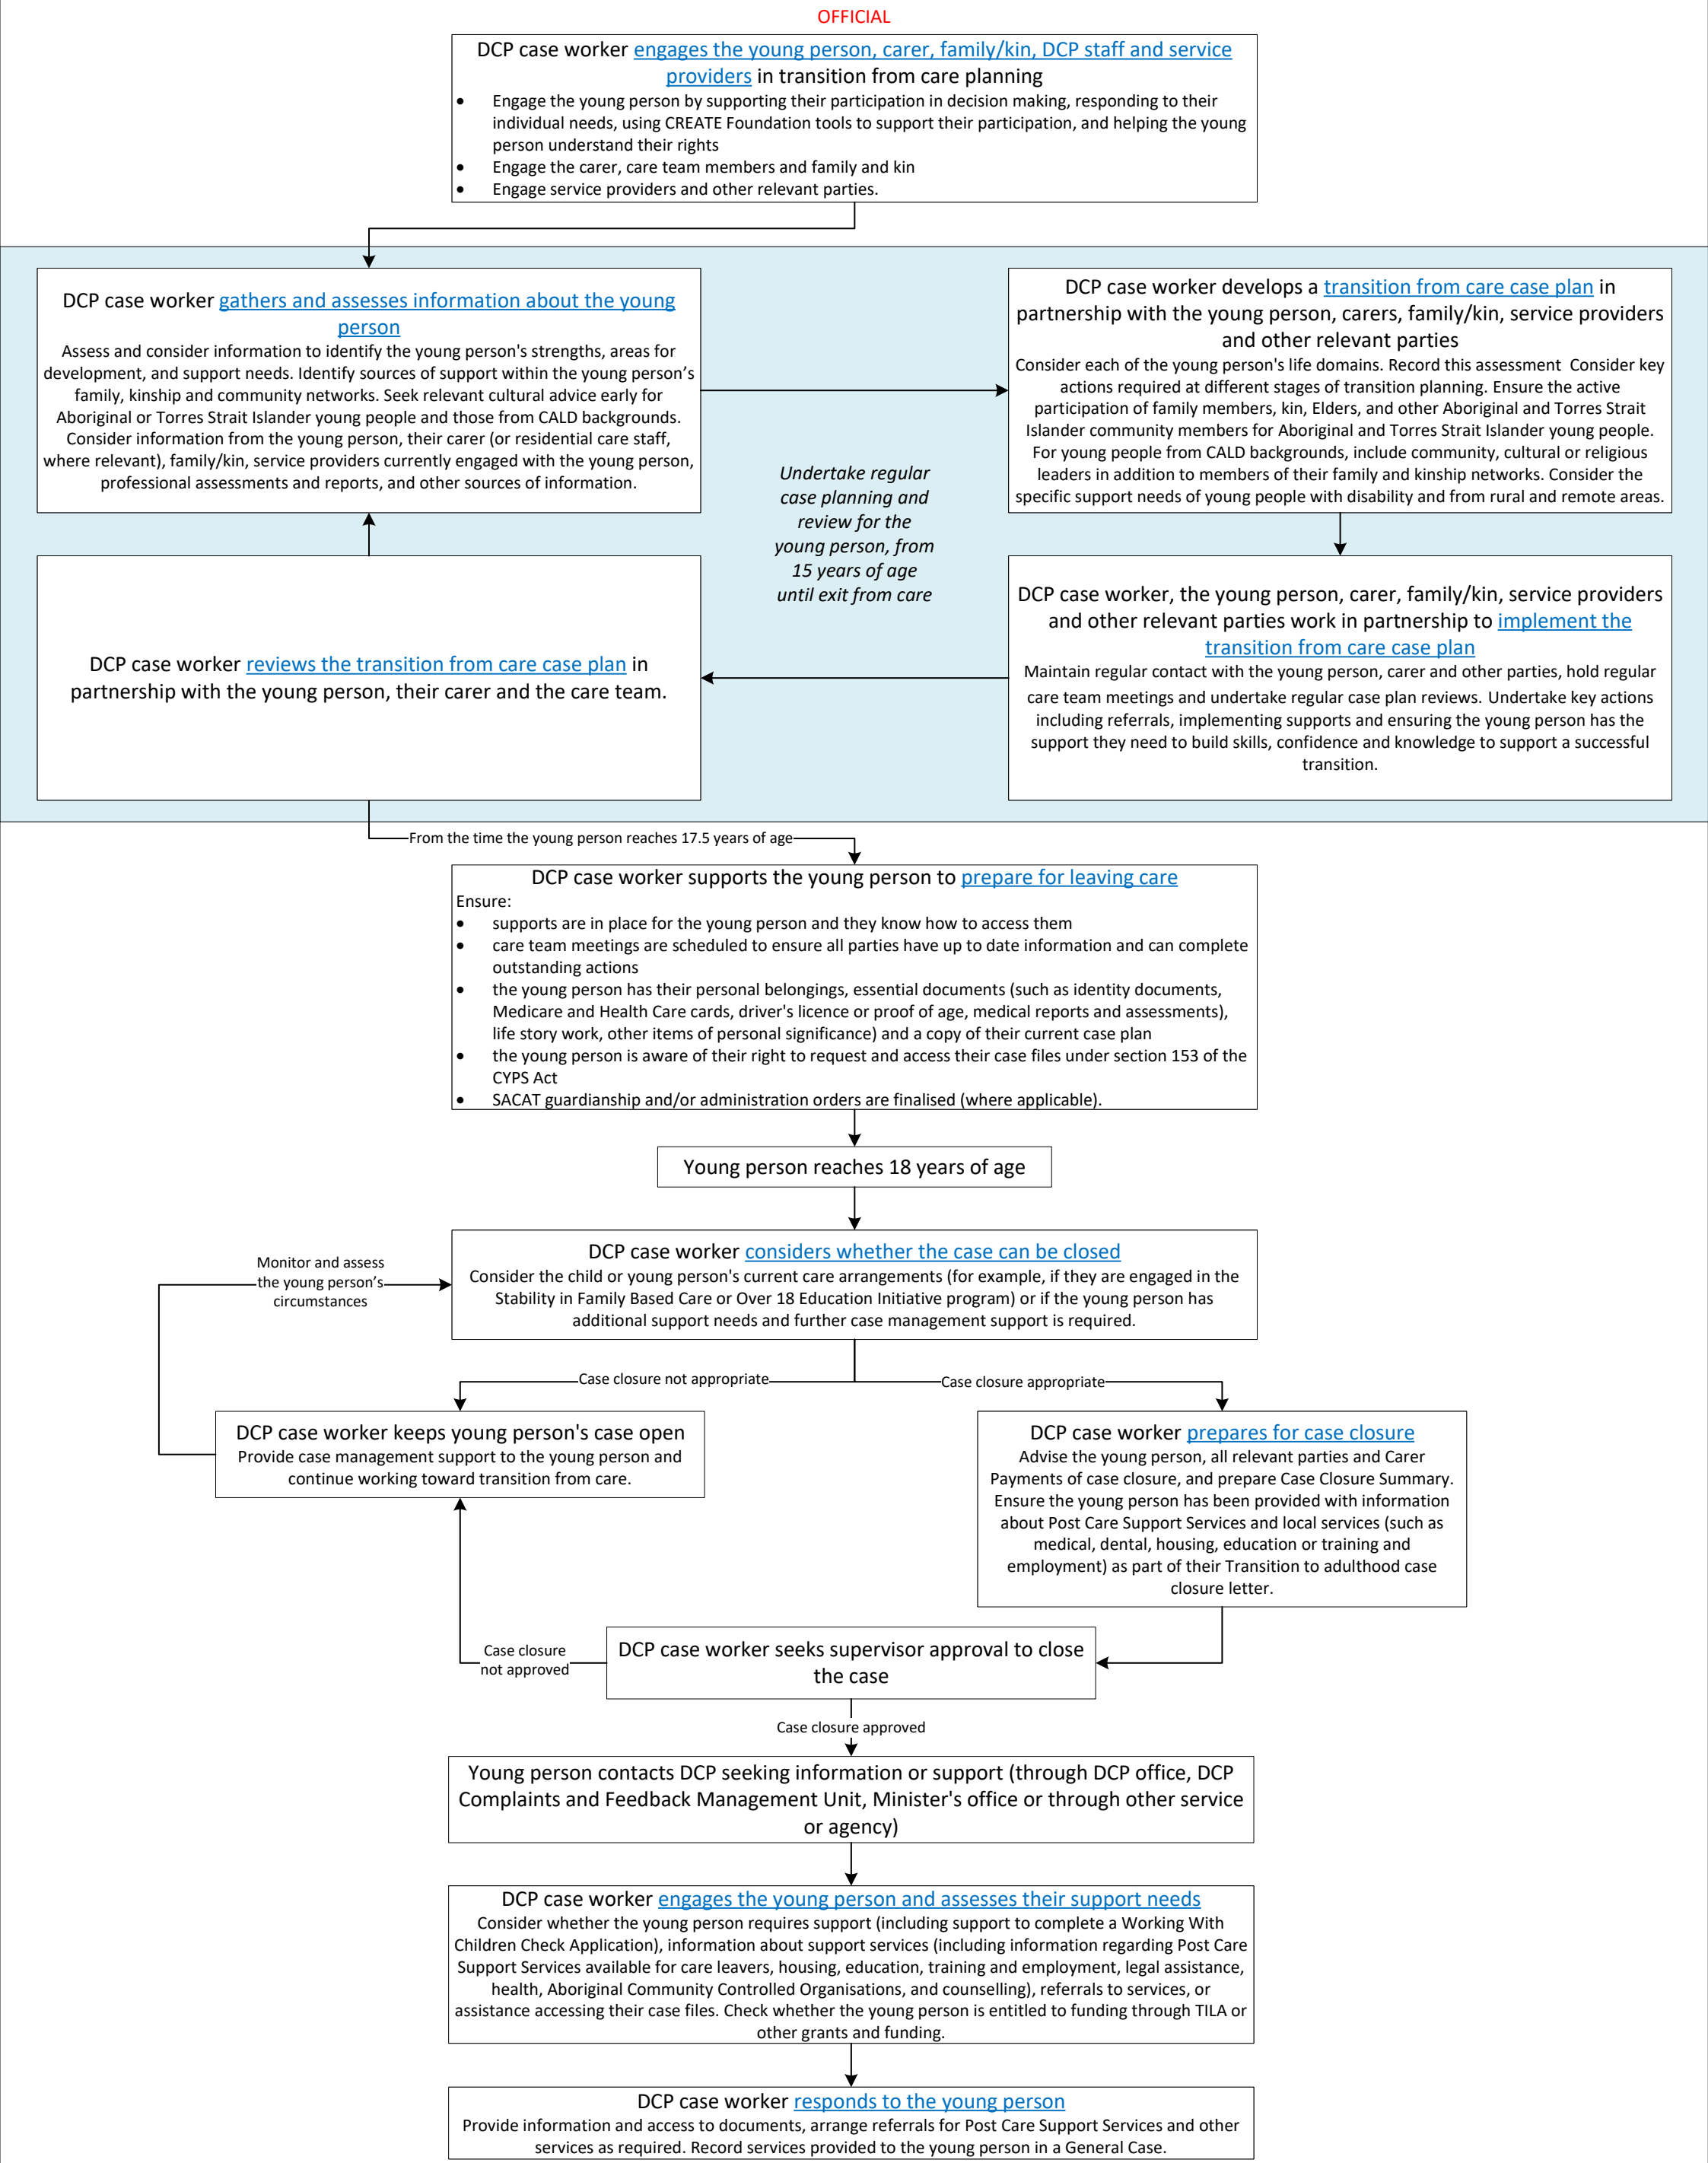 OFFICIAL
DCP case worker engages the young person, carer, family/kin, DCP staff and service
providers in transition from care planning
• Engage the young person by supporting their participation in decision making, responding to their
individual needs, using CREATE Foundation tools to support their participation, and helping the young
person understand their rights
• Engage the carer, care team members and family and kin
• Engage service providers and other relevant parties.
DCP case worker gathers and assesses information about the young
person
Assess and consider information to identify the young person's strengths, areas for
development, and support needs. Identify sources of support within the young person's
family, kinship and community networks. Seek relevant cultural advice early for
Aboriginal or Torres Strait Islander young people and those from CALD backgrounds.
Consider information from the young person, their carer (or residential care staff,
where relevant), family/kin, service providers currently engaged with the young person,
professional assessments and reports, and other sources of information.
DCP case worker develops a transition from care case plan in
partnership with the young person, carers, family/kin, service providers
and other relevant parties
Consider each of the young person's life domains. Record this assessment  Consider key
actions required at different stages of transition planning. Ensure the active
participation of family members, kin, Elders, and other Aboriginal and Torres Strait
Islander community members for Aboriginal and Torres Strait Islander young people.
For young people from CALD backgrounds, include community, cultural or religious
leaders in addition to members of their family and kinship networks. Consider the
specific support needs of young people with disability and from rural and remote areas.
Undertake regular
case planning and
review for the
young person, from
15 years of age
until exit from care
DCP case worker, the young person, carer, family/kin, service providers
and other relevant parties work in partnership to implement the
transition from care case plan
Maintain regular contact with the young person, carer and other parties, hold regular
care team meetings and undertake regular case plan reviews. Undertake key actions
including referrals, implementing supports and ensuring the young person has the
support they need to build skills, confidence and knowledge to support a successful
transition.
DCP case worker reviews the transition from care case plan in
partnership with the young person, their carer and the care team.
From the time the young person reaches 17.5 years of age
DCP case worker supports the young person to prepare for leaving care
Ensure:
• supports are in place for the young person and they know how to access them
• care team meetings are scheduled to ensure all parties have up to date information and can complete
outstanding actions
• the young person has their personal belongings, essential documents (such as identity documents,
Medicare and Health Care cards, driver's licence or proof of age, medical reports and assessments),
life story work, other items of personal significance) and a copy of their current case plan
• the young person is aware of their right to request and access their case files under section 153 of the
CYPS Act
• SACAT guardianship and/or administration orders are finalised (where applicable).
Young person reaches 18 years of age
DCP case worker considers whether the case can be closed
Consider the child or young person's current care arrangements (for example, if they are engaged in the
Stability in Family Based Care or Over 18 Education Initiative program) or if the young person has
additional support needs and further case management support is required.
Monitor and assess
the young person's
circumstances
Case closure not appropriate
Case closure appropriate
DCP case worker keeps young person's case open
Provide case management support to the young person and
continue working toward transition from care.
DCP case worker prepares for case closure
Advise the young person, all relevant parties and Carer
Payments of case closure, and prepare Case Closure Summary.
Ensure the young person has been provided with information
about Post Care Support Services and local services (such as
medical, dental, housing, education or training and
employment) as part of their Transition to adulthood case
closure letter.
DCP case worker seeks supervisor approval to close
the case
Case closure
not approved
Case closure approved
Young person contacts DCP seeking information or support (through DCP office, DCP
Complaints and Feedback Management Unit, Minister's office or through other service
or agency)
DCP case worker engages the young person and assesses their support needs
Consider whether the young person requires support (including support to complete a Working With
Children Check Application), information about support services (including information regarding Post Care
Support Services available for care leavers, housing, education, training and employment, legal assistance,
health, Aboriginal Community Controlled Organisations, and counselling), referrals to services, or
assistance accessing their case files. Check whether the young person is entitled to funding through TILA or
other grants and funding.
DCP case worker responds to the young person
Provide information and access to documents, arrange referrals for Post Care Support Services and other
services as required. Record services provided to the young person in a General Case.